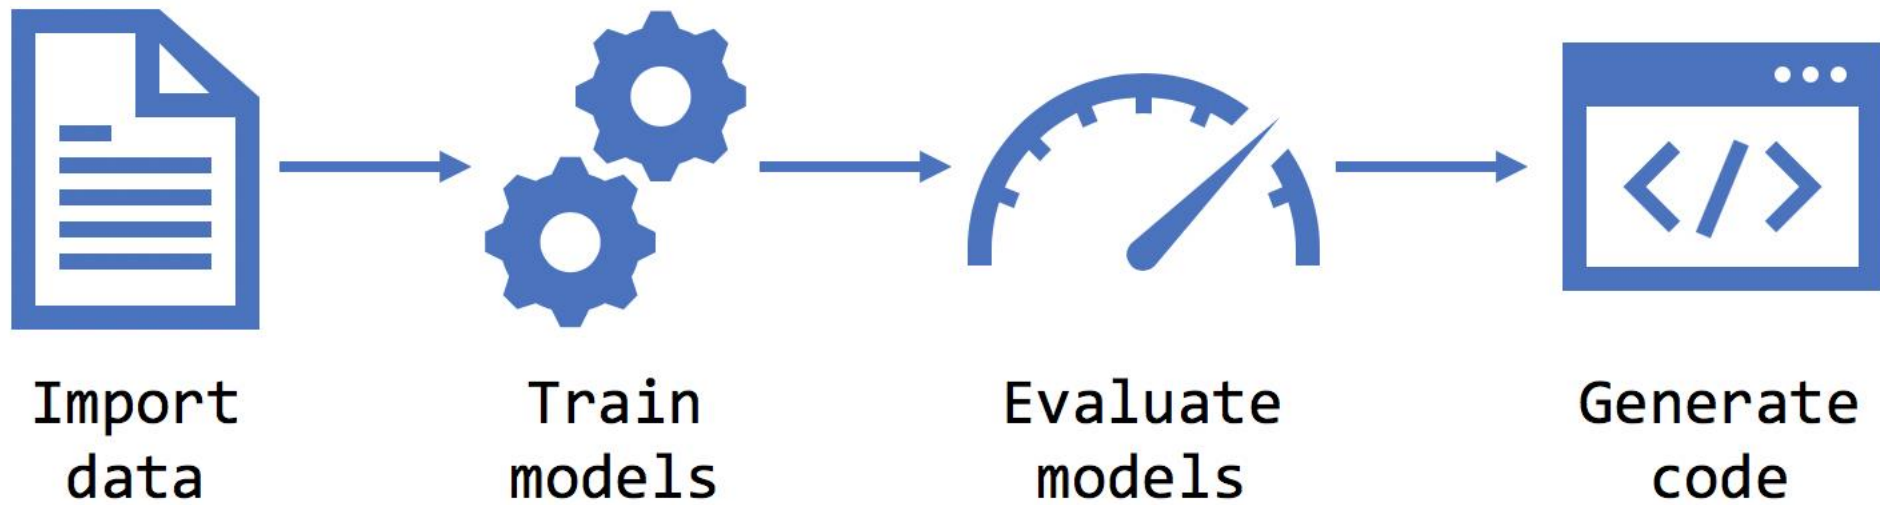 Import
data
Train
models
Evaluate
models
Generate
code